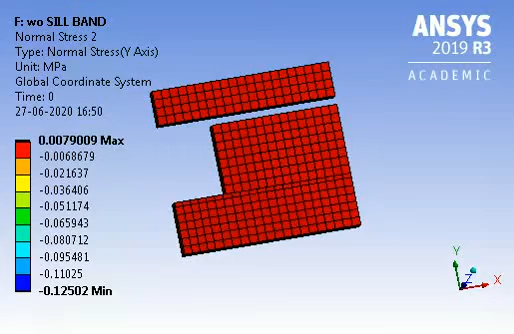 F: wo SILL BAND
Normal Stress 2
Type: Normal Stress(Y Axis)
Unit: MPa
Global Coordinate System
Time: 0
27-06-2020 16:50
0.0079009 Max
-0.0068679
-0.021637
-0.036406
-0.051174
-0.065943
-0.080712
-0.095481
-0.11025
-0.12502 Min
ANSYS
2019 R3
ACADEMIC
Y
Z
X